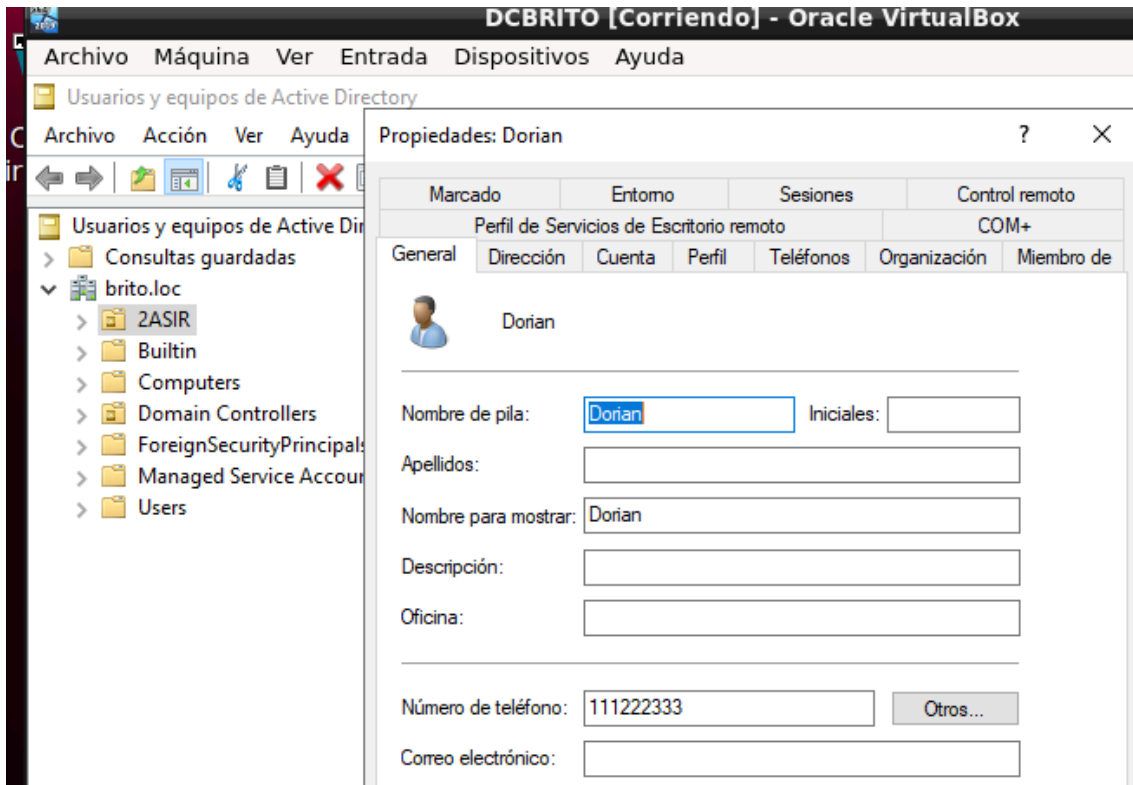 DCBRITO [Corriendo] - Oracle VirtualBox
Archivo Máquina Ver Entrada Dispositivos Ayuda
Usuarios y equipos de Active Directory
Archivo Acción Ver Ayuda
Usuarios y equipos de Active Dir
Consultas guardadas
brito.loc
2ASIR
Builtin
Computers
Domain Controllers
ForeignSecurityPrincipals
Managed Service Accour
Users
Propiedades: Dorian ?
Marcado Entorno Sesiones Control remoto
Perfil de Servicios de Escritorio remoto COM+
General Dirección Cuenta Perfil Teléfonos Organización Miembro de
Dorian
Nombre de pila: Dorian Iniciales:
Apellidos:
Nombre para mostrar: Dorian
Descripción:
Oficina:
Número de teléfono: 111222333 Otros...
Correo electrónico: